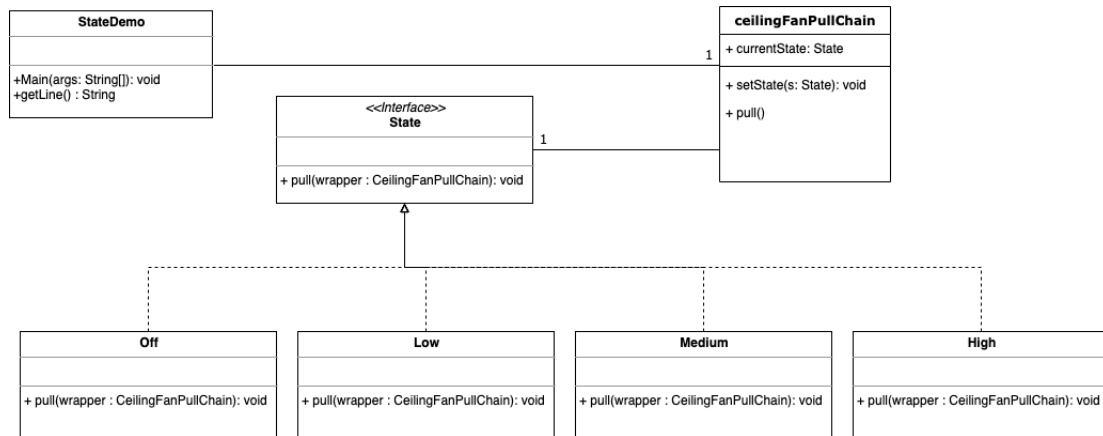 StateDemo
+Main(args: String[]): void
+getLine() : String
ceilingFanPullChain
+ currentState: State
+ setState(s: State): void
+ pull()
1
<<Interface>>
State
+ pull(wrapper : CeilingFanPullChain): void
1
Off
+ pull(wrapper : CeilingFanPullChain): void
Low
+ pull(wrapper : CeilingFanPullChain): void
Medium
+ pull(wrapper : CeilingFanPullChain): void
High
+ pull(wrapper : CeilingFanPullChain): void